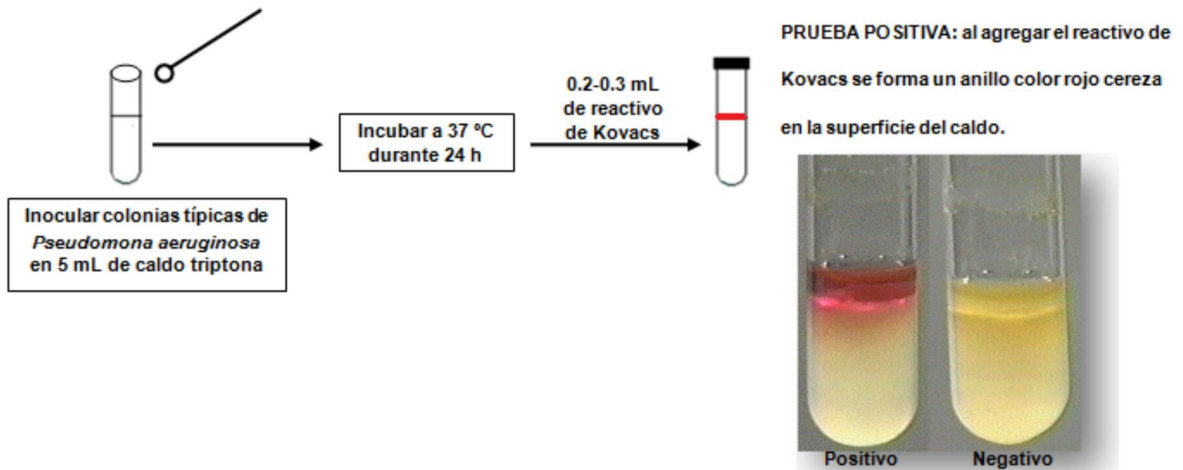 PRUEBA POSITIVA: al agregar el reactivo de
Kovacs se forma un anillo color rojo cereza
en la superficie del caldo.
0.2-0.3 mL
de reactivo
de Kovacs
Incubar a 37 ºC
durante 24 h
Inocular colonias típicas de
Pseudomona aeruginosa
en 5 mL de caldo triptona
Positivo
Negativo